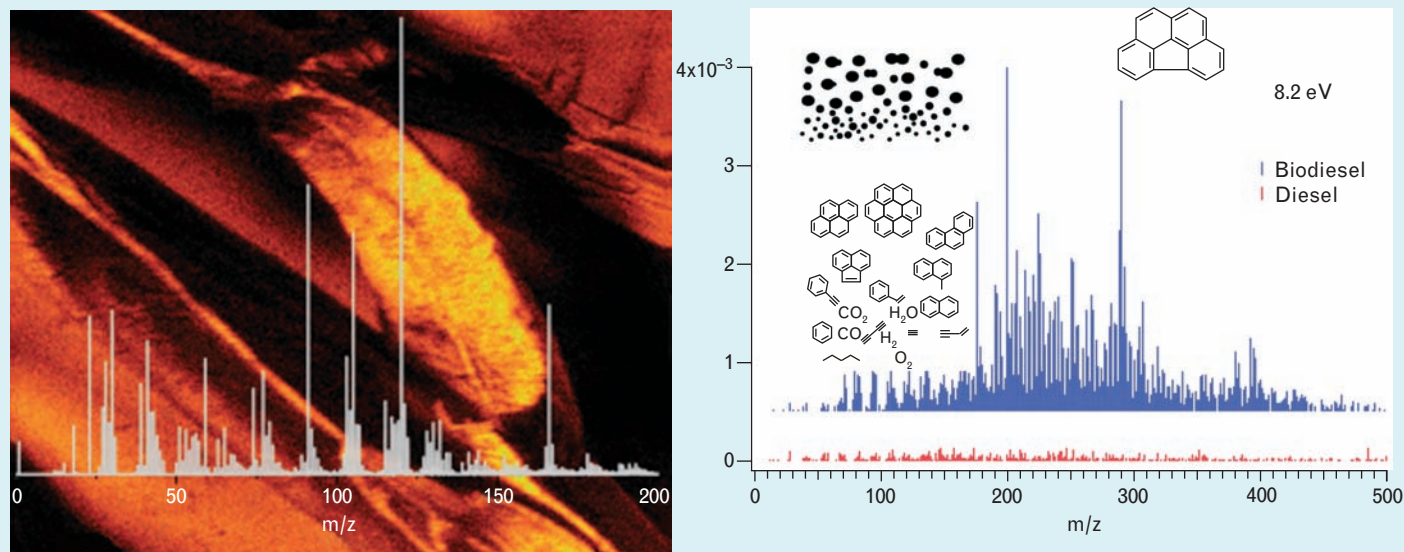 0 50 100 150 200
m/z
4x10⁻³
3
2
1
0
8.2 eV
Biodiesel
Diesel
CO₂ H₂O
CO H₂
O₂
0 100 200 300 400 500
m/z